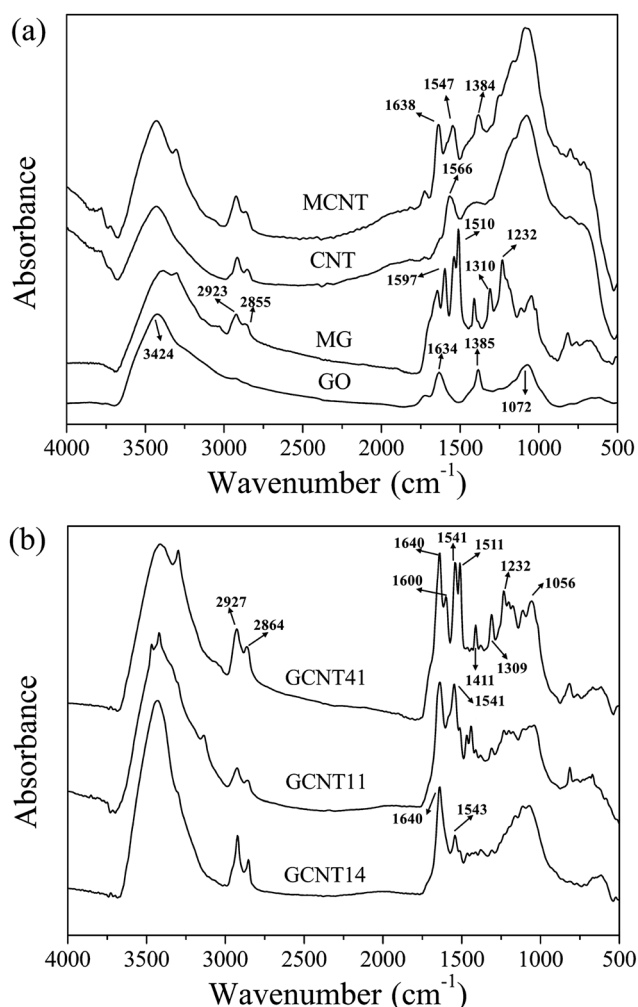 (a)
Absorbance
1638
1547
1384
MCNT
1566
CNT
1510
1232
1597
1310
2923
2855
MG
3424
GO
1634
1385
1072
4000 3500 3000 2500 2000 1500 1000 500
Wavenumber (cm-1)
(b)
Absorbance
1640
1541
1511
1600
1232
1056
2927
2864
GCNT41
1411
1309
1541
GCNT11
1640
1543
GCNT14
4000 3500 3000 2500 2000 1500 1000 500
Wavenumber (cm-1)